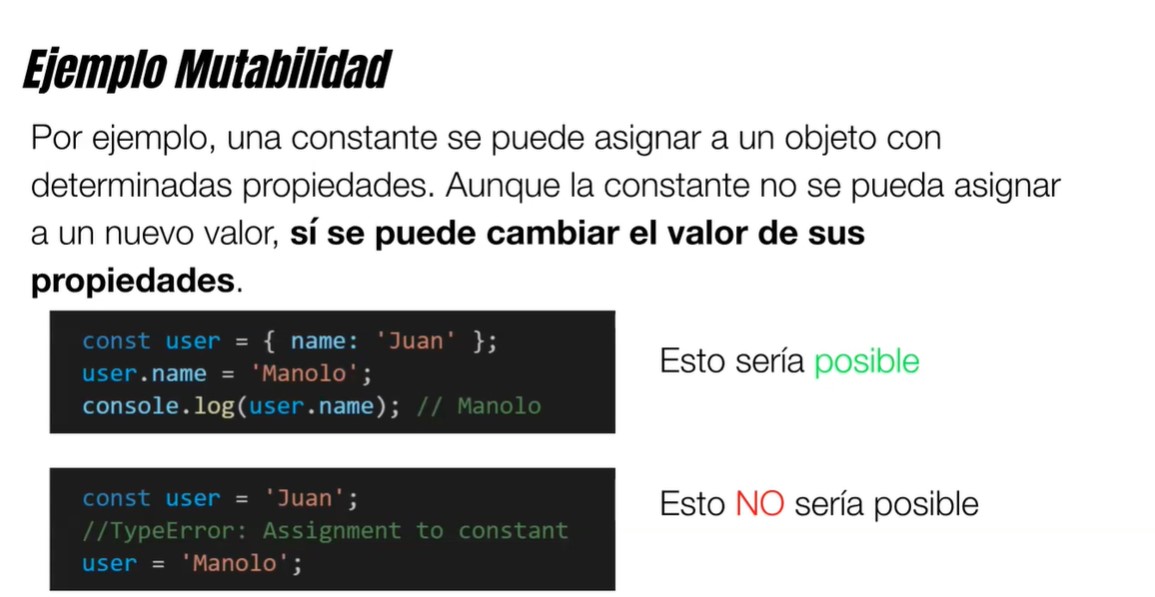 Ejemplo Mutabilidad
Por ejemplo, una constante se puede asignar a un objeto con
determinadas propiedades. Aunque la constante no se pueda asignar
a un nuevo valor, sí se puede cambiar el valor de sus
propiedades.
const user = { name: 'Juan' };
user.name = 'Manolo';
console.log(user.name); // Manolo
Esto sería posible
const user = 'Juan';
//TypeError: Assignment to constant
user = 'Manolo';
Esto NO sería posible